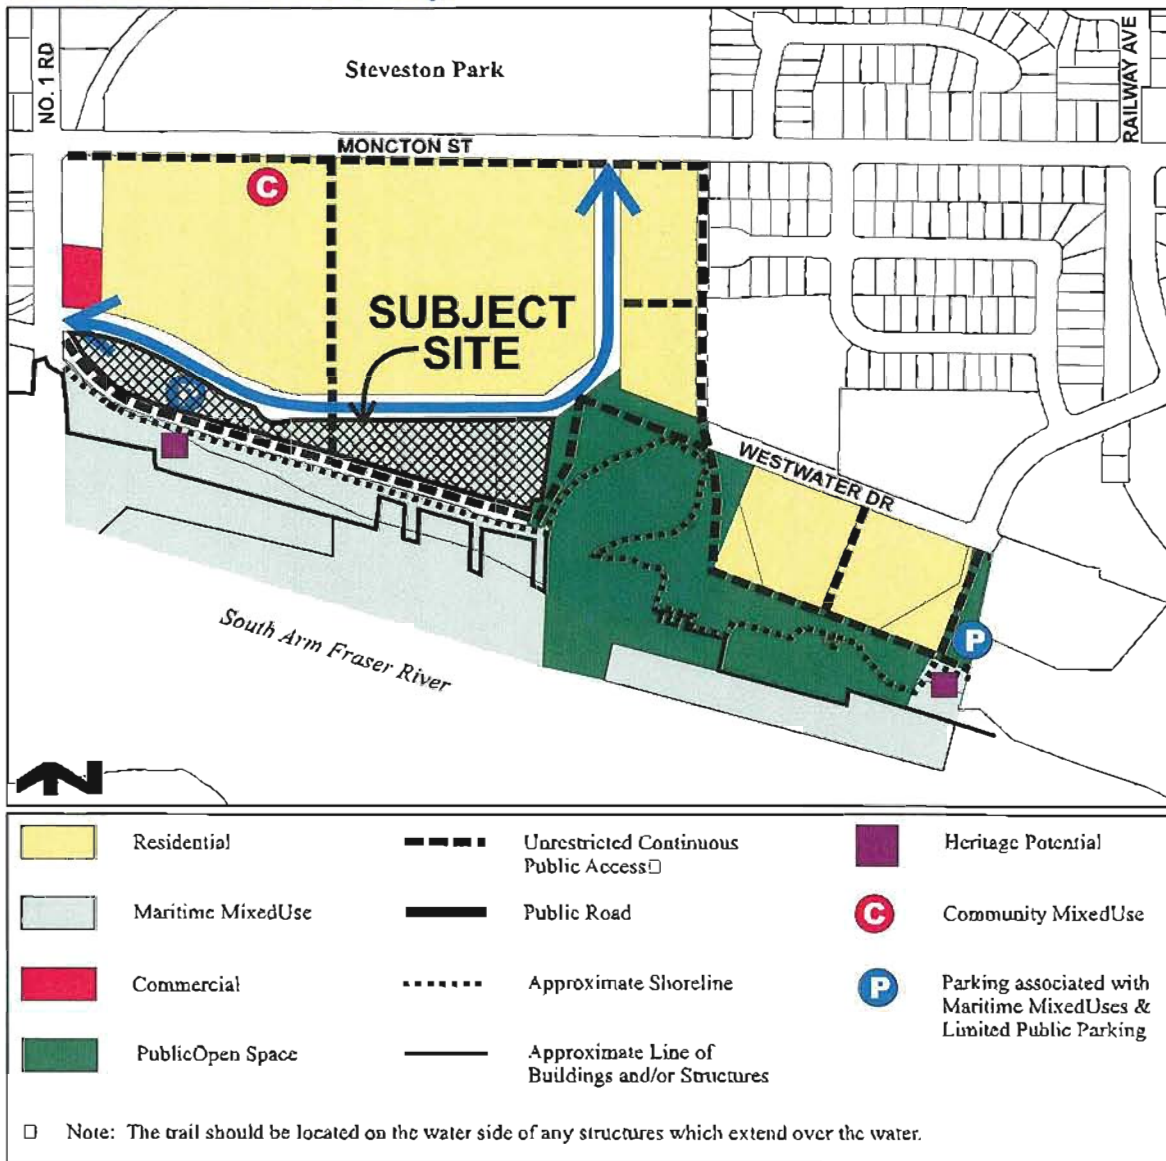 NO. 1 RD
Steveston Park
RAILWAY AVE
MONCTON ST
C
SUBJECT
SITE
WESTWATER DR
P
South Arm Fraser River
Residential
Unrestricted Continuous
Public Access□
Heritage Potential
Maritime MixedUse
Public Road
C
Community MixedUse
Commercial
Approximate Shoreline
P
Parking associated with
Maritime MixedUses &
Limited Public Parking
PublicOpen Space
Approximate Line of
Buildings and/or Structures
□ Note: The trail should be located on the water side of any structures which extend over the water.